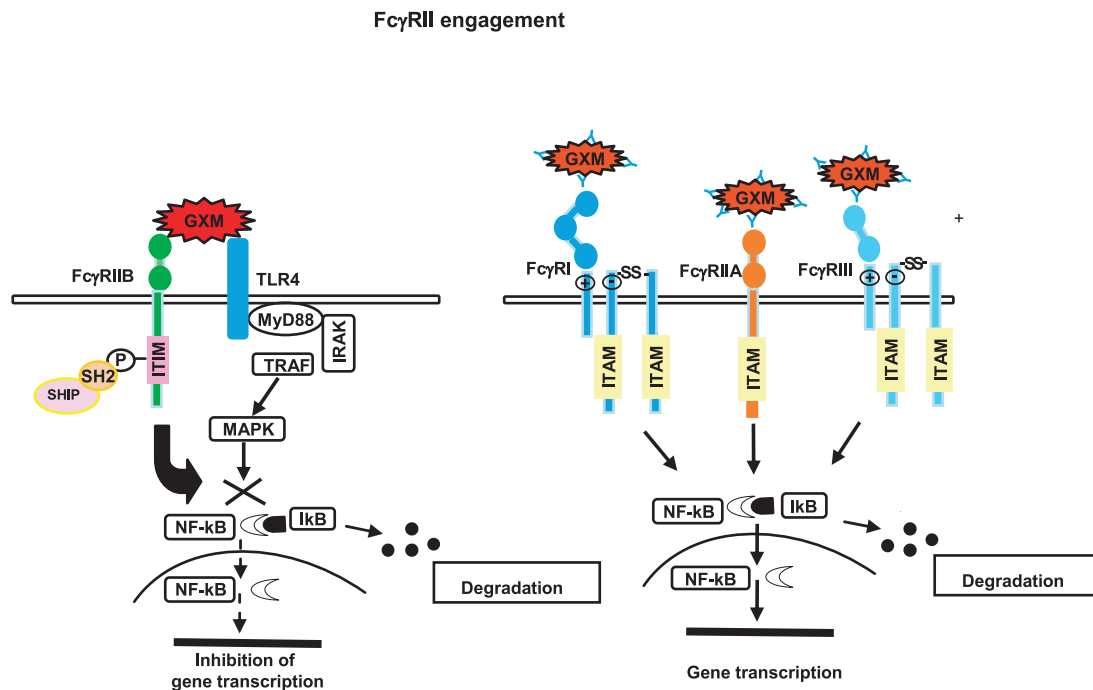 FcγRII engagement
GXM
FcγRIIB
TLR4
MyD88
IRAK
TRAF
ITIM
P
SH2
SHIP
MAPK
NF-kB
IkB
NF-kB
Degradation
Inhibition of
gene transcription
GXM
GXM
GXM
+
FcγRI
-SS-
+
-
FcγRIIA
FcγRIII
-SS-
+
-
ITAM
ITAM
ITAM
ITAM
ITAM
NF-kB
IkB
NF-kB
Degradation
Gene transcription